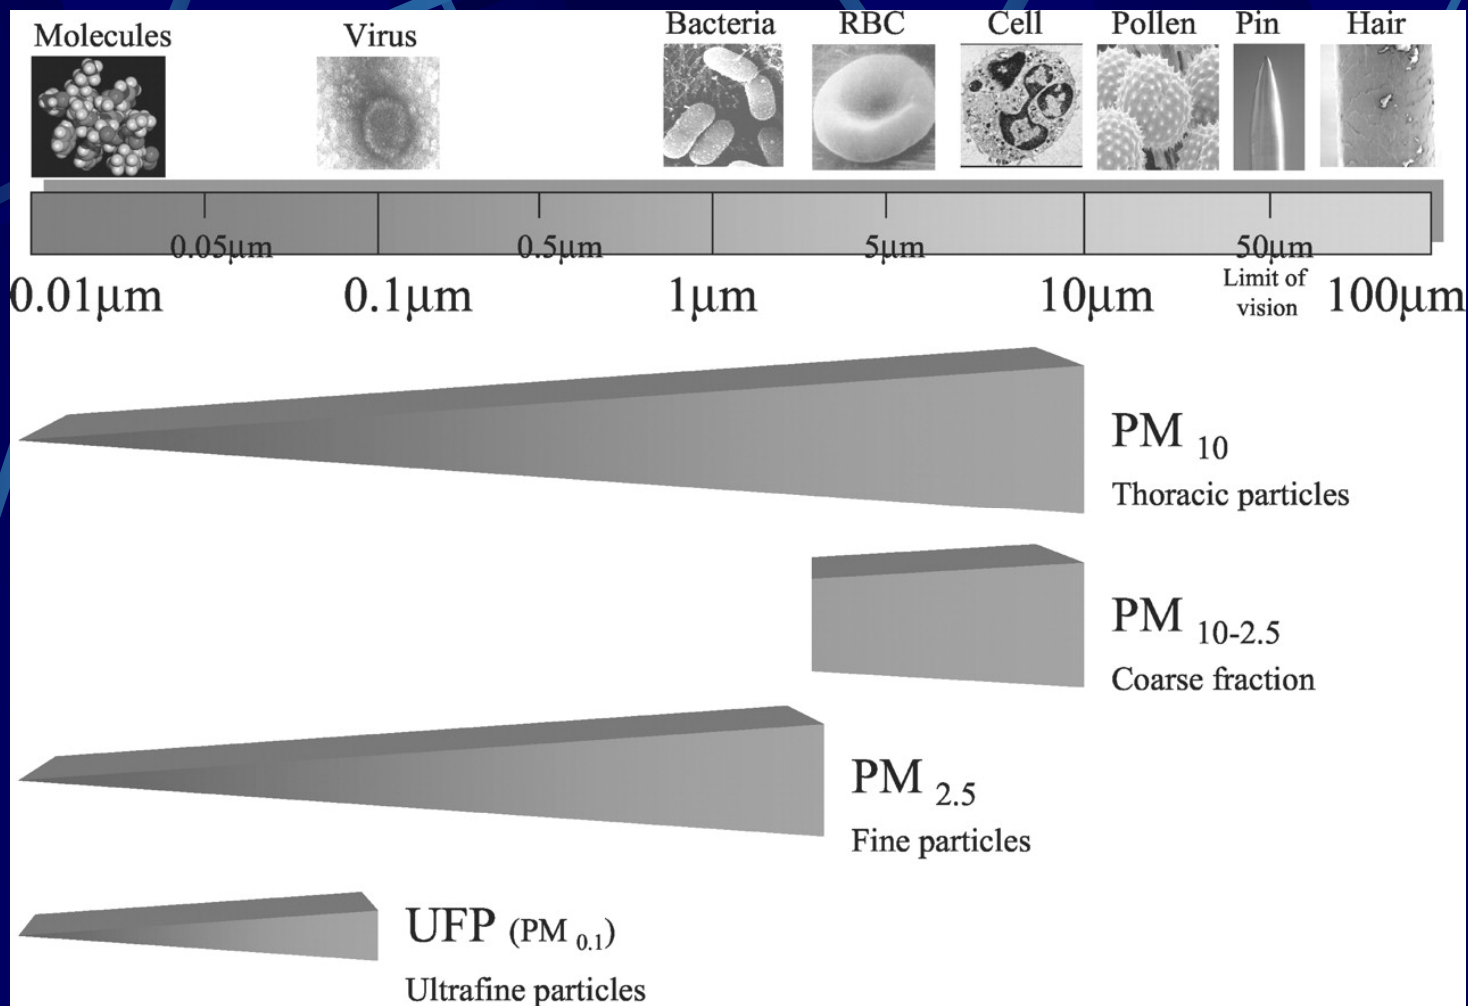 Molecules
Virus
Bacteria
RBC
Cell
Pollen
Pin
Hair
0.05µm
0.5µm
5µm
50µm
0.01µm
0.1µm
1µm
10µm
Limit of
vision
100µm
PM 10
Thoracic particles
PM 10-2.5
Coarse fraction
PM 2.5
Fine particles
UFP (PM 0.1)
Ultrafine particles